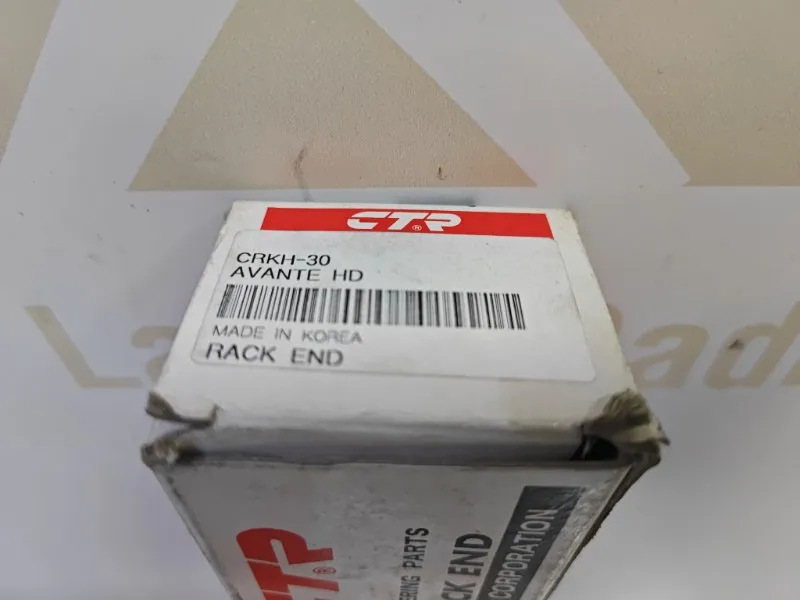 CTR®
CRKH-30
AVANTE HD
MADE IN KOREA
RACK END
CTR®
ERING PARTS
CK END
CORPORATION